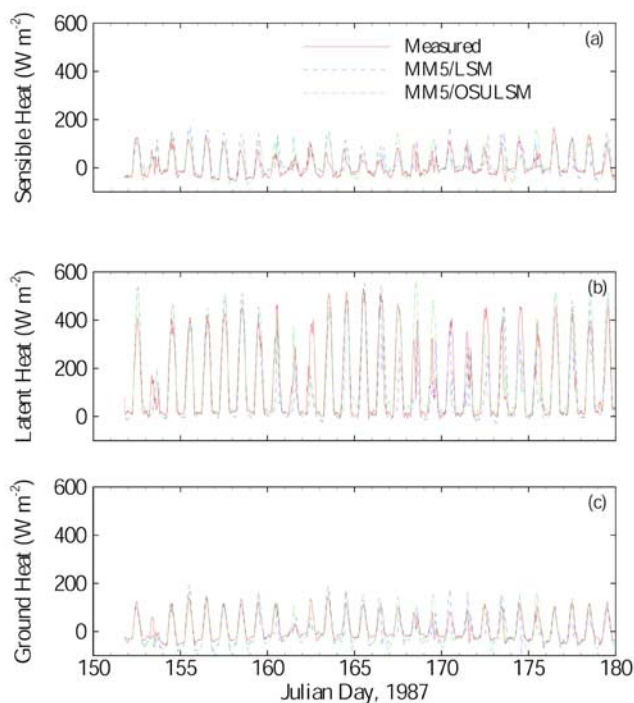 600
400
200
0
Sensible Heat (W m-2)
Measured
MM5/LSM
MM5/OSULSM
(a)
600
400
200
0
Latent Heat (W m-2)
(b)
600
400
200
0
Ground Heat (W m-2)
(c)
150 155 160 165 170 175 180
Julian Day, 1987